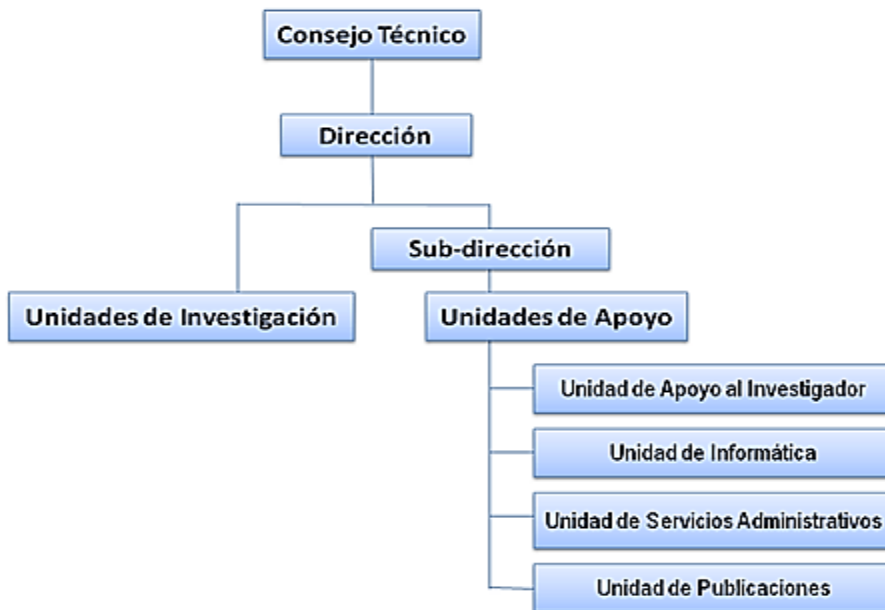 Consejo Técnico
Dirección
Sub-dirección
Unidades de Investigación
Unidades de Apoyo
Unidad de Apoyo al Investigador
Unidad de Informática
Unidad de Servicios Administrativos
Unidad de Publicaciones